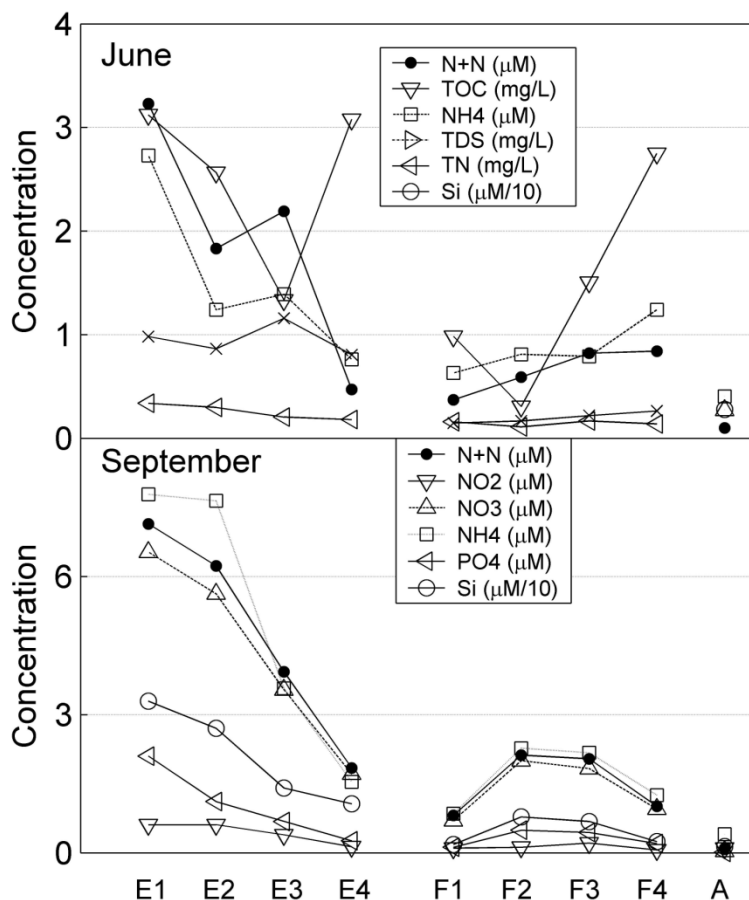 4
June
N+N (μM)
TOC (mg/L)
NH4 (μM)
TDS (mg/L)
TN (mg/L)
Si (μM/10)
3
2
1
0
Concentration
September
N+N (μM)
NO2 (μM)
NO3 (μM)
NH4 (μM)
PO4 (μM)
Si (μM/10)
6
3
0
Concentration
E1 E2 E3 E4 F1 F2 F3 F4 A